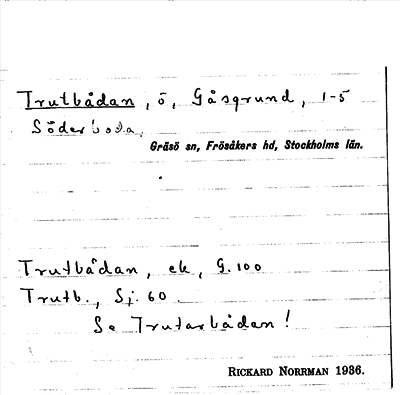 Trutbådan, ö, Gåsgrund, 1-5
Söderboda,
Gräsö sn, Frösåkers hd, Stockholms län.
Trutbådan, ek, G. 100
Trutb., Sj. 60
Se Trutarbådan!
RICKARD NORRMAN 1936.